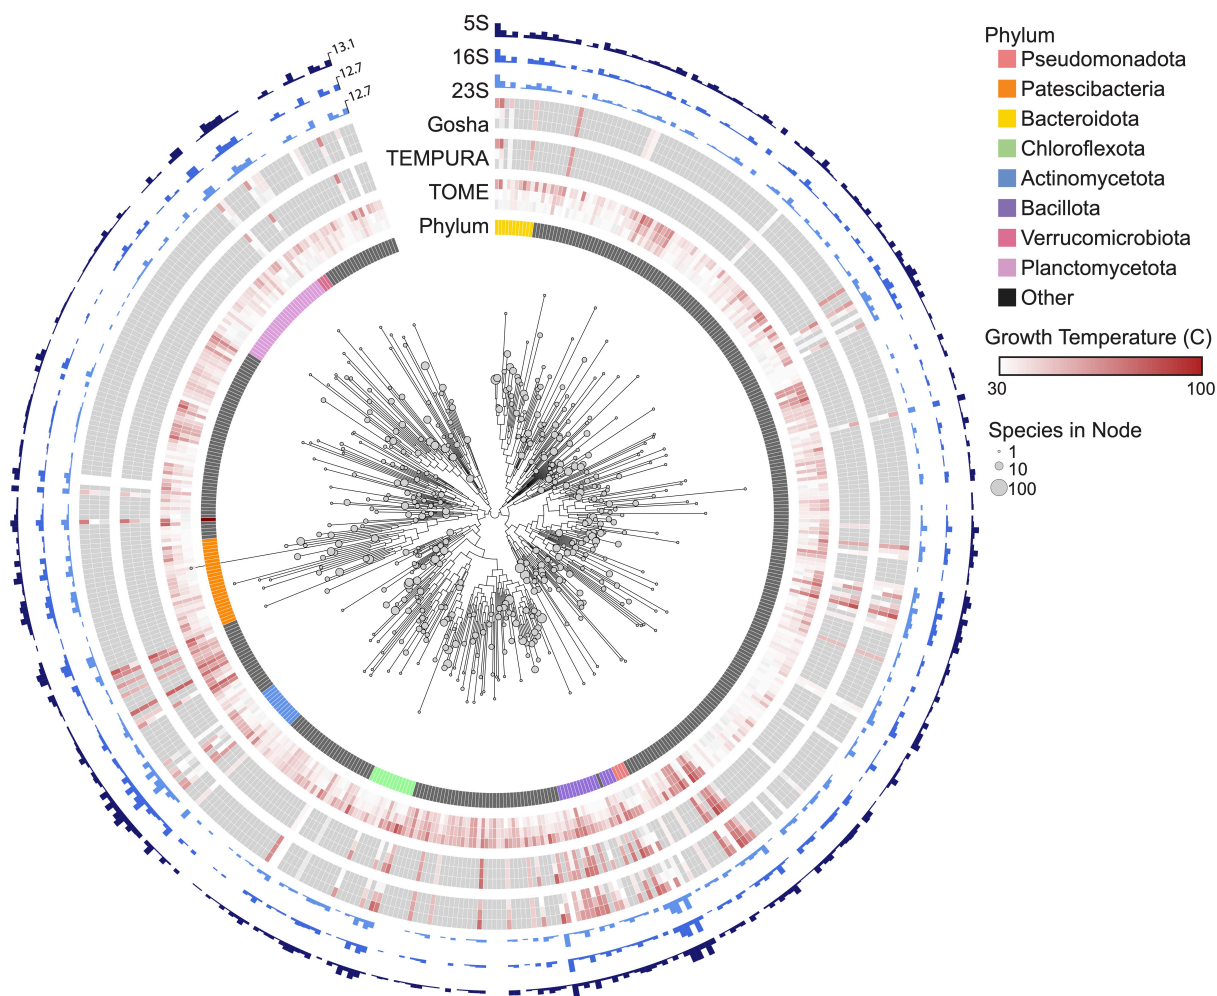 5S
16S
23S
Gosha
TEMPURA
TOME
Phylum
13.1
12.7
12.7
Phylum
Pseudomonadota
Patescibacteria
Bacteroidota
Chloroflexota
Actinomycetota
Bacillota
Verrucomicrobiota
Planctomycetota
Other
Growth Temperature (C)
30 100
Species in Node
1
10
100